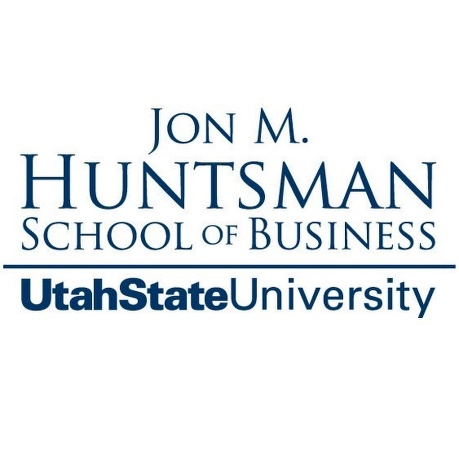 JON M.
HUNTSMAN
SCHOOL OF BUSINESS
UtahStateUniversity